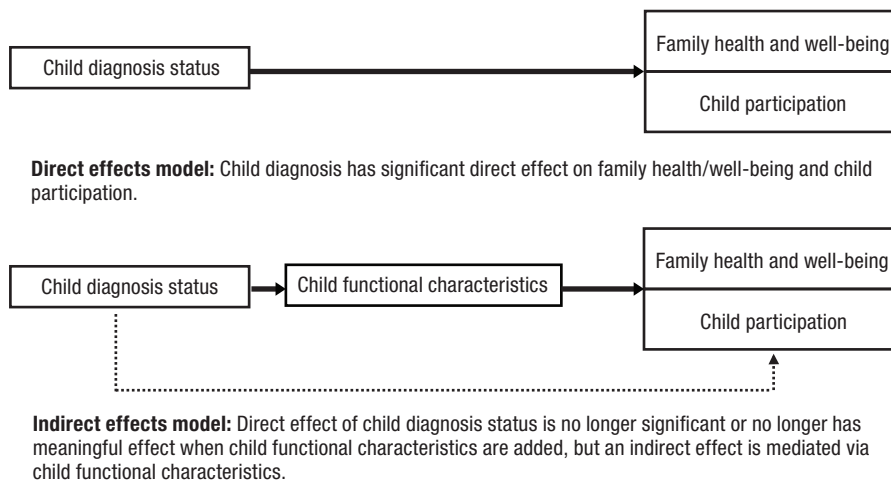 Child diagnosis status
Family health and well-being
Child participation
Direct effects model: Child diagnosis has significant direct effect on family health/well-being and child
participation.
Child diagnosis status
Child functional characteristics
Family health and well-being
Child participation
Indirect effects model: Direct effect of child diagnosis status is no longer significant or no longer has
meaningful effect when child functional characteristics are added, but an indirect effect is mediated via
child functional characteristics.